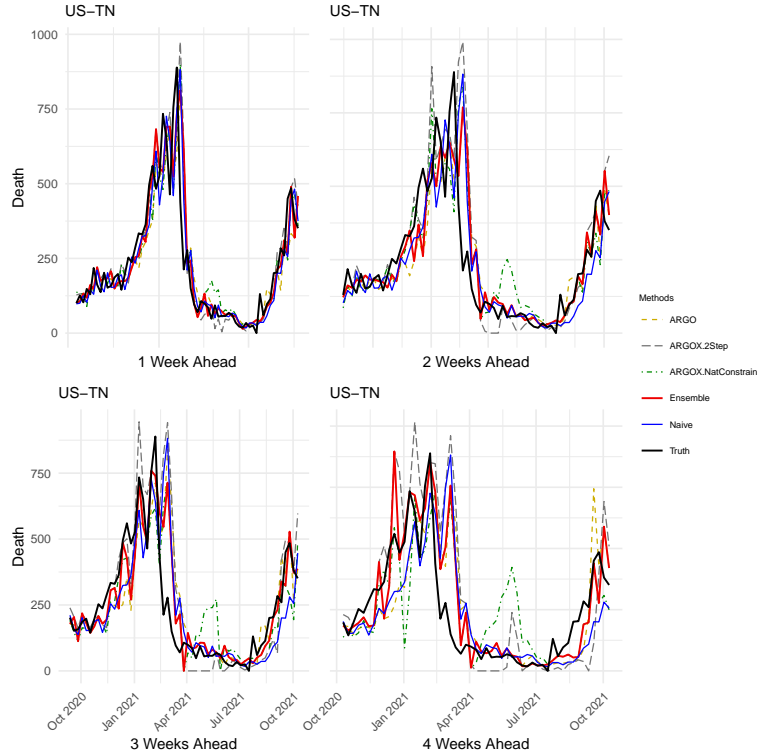 US−TN
US−TN
1000
750
500
250
0
Death
1 Week Ahead
2 Weeks Ahead
Methods
ARGO
ARGOX.2Step
ARGOX.NatConstrain
Ensemble
Naive
Truth
US−TN
US−TN
750
500
250
0
Death
Oct 2020
Jan 2021
Apr 2021
Jul 2021
Oct 2021
Oct 2020
Jan 2021
Apr 2021
Jul 2021
Oct 2021
3 Weeks Ahead
4 Weeks Ahead